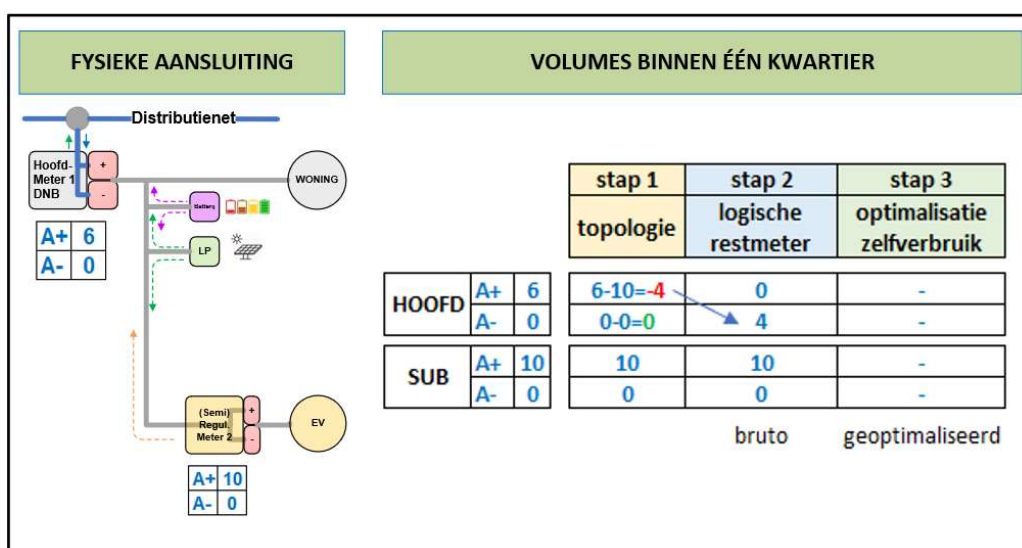 FYSIEKE AANSLUITING
VOLUMES BINNEN ÉÉN KWARTIER
Distributienet
Hoofd-
Meter 1
DNB
+
-
WONING
Battery
LP
A+ 6
A- 0
(Semi)
Regul.
Meter 2
+
-
EV
A+ 10
A- 0
stap 1 stap 2 stap 3
topologie logische restmeter optimalisatie zelfverbruik
HOOFD A+ 6 6-10=-4 0 -
A- 0 0-0=0 4 -
SUB A+ 10 10 10 -
A- 0 0 0 -
bruto geoptimaliseerd